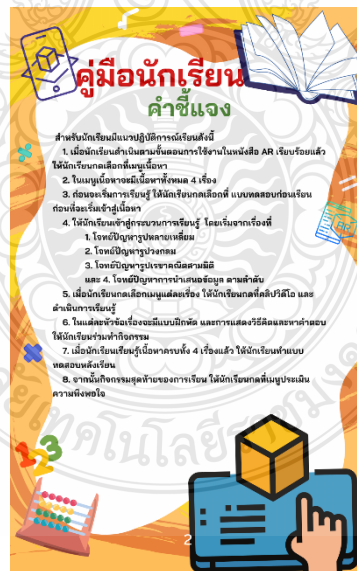 คู่มือนักเรียน
คำชี้แจง
สำหรับนักเรียนมีแนวปฏิบัติการณ์เรียนดังนี้
1. เมื่อนักเรียนดำเนินตามขั้นตอนการใช้งานในหนังสือ AR เรียบร้อยแล้ว
ให้นักเรียนกดเลือกที่เมนูเนื้อหา
2. ในเมนูเนื้อหาจะมีเนื้อหาทั้งหมด 4 เรื่อง
3. ก่อนจะเริ่มการเรียนรู้ ให้นักเรียนกดเลือกที่ แบบทดสอบก่อนเรียน
ก่อนที่จะเริ่มเข้าสู่เนื้อหา
4. ให้นักเรียนเข้าสู่กระบวนการเรียนรู้ โดยเริ่มจากเรื่องที่
1. โจทย์ปัญหารูปหลายเหลี่ยม
2. โจทย์ปัญหารูปวงกลม
3. โจทย์ปัญหารูปเรขาคณิตสามมิติ
และ 4. โจทย์ปัญหาการนำเสนอข้อมูล ตามลำดับ
5. เมื่อนักเรียนกดเลือกเมนูแต่ละเรื่อง ให้นักเรียนกดที่คลิปวิดีโอ และ
ดำเนินการเรียนรู้
6. ในแต่ละหัวข้อเรื่องจะมีแบบฝึกหัด และการแสดงวิธีคิดและหาคำตอบ
ให้นักเรียนร่วมทำกิจกรรม
7. เมื่อนักเรียนเรียนรู้เนื้อหาครบทั้ง 4 เรื่องแล้ว ให้นักเรียนทำแบบ
ทดสอบหลังเรียน
8. จากนั้นกิจกรรมสุดท้ายของการเรียน ให้นักเรียนกดที่เมนูประเมิน
ความพึงพอใจ
123
2